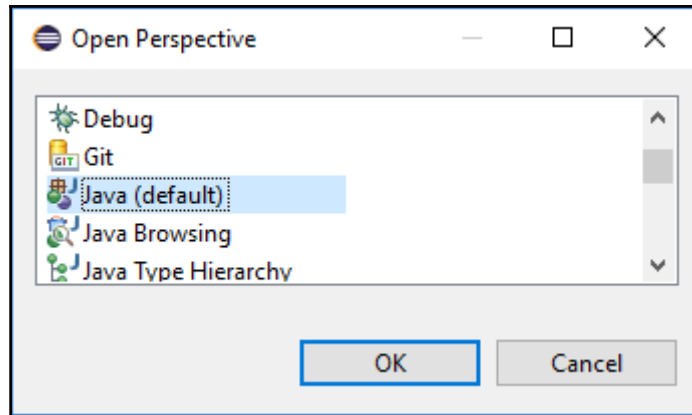 Open Perspective
Debug
GIT Git
Java (default)
Java Browsing
Java Type Hierarchy
OK Cancel